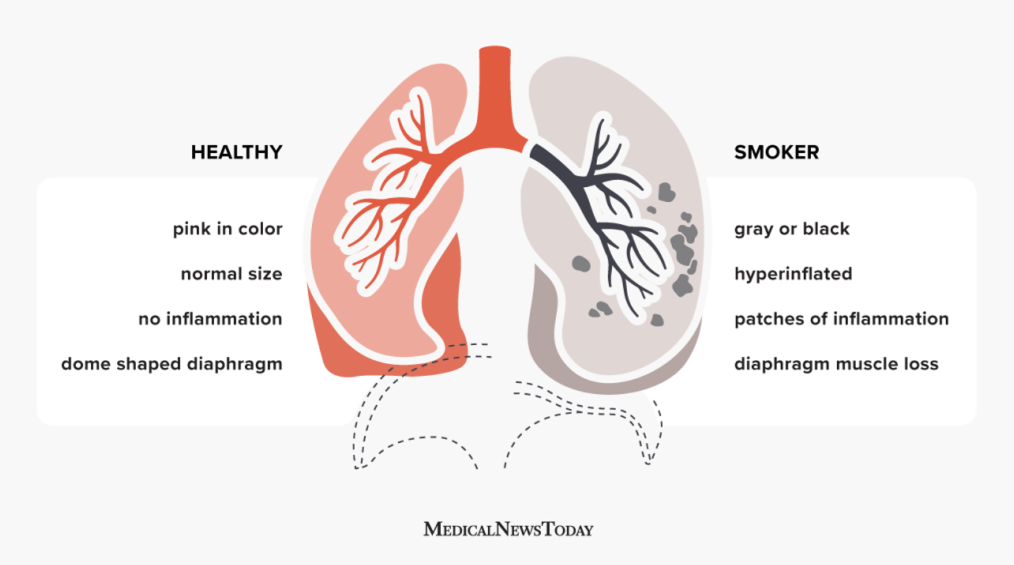 HEALTHY
pink in color
normal size
no inflammation
dome shaped diaphragm
SMOKER
gray or black
hyperinflated
patches of inflammation
diaphragm muscle loss
MEDICALNEWSTODAY